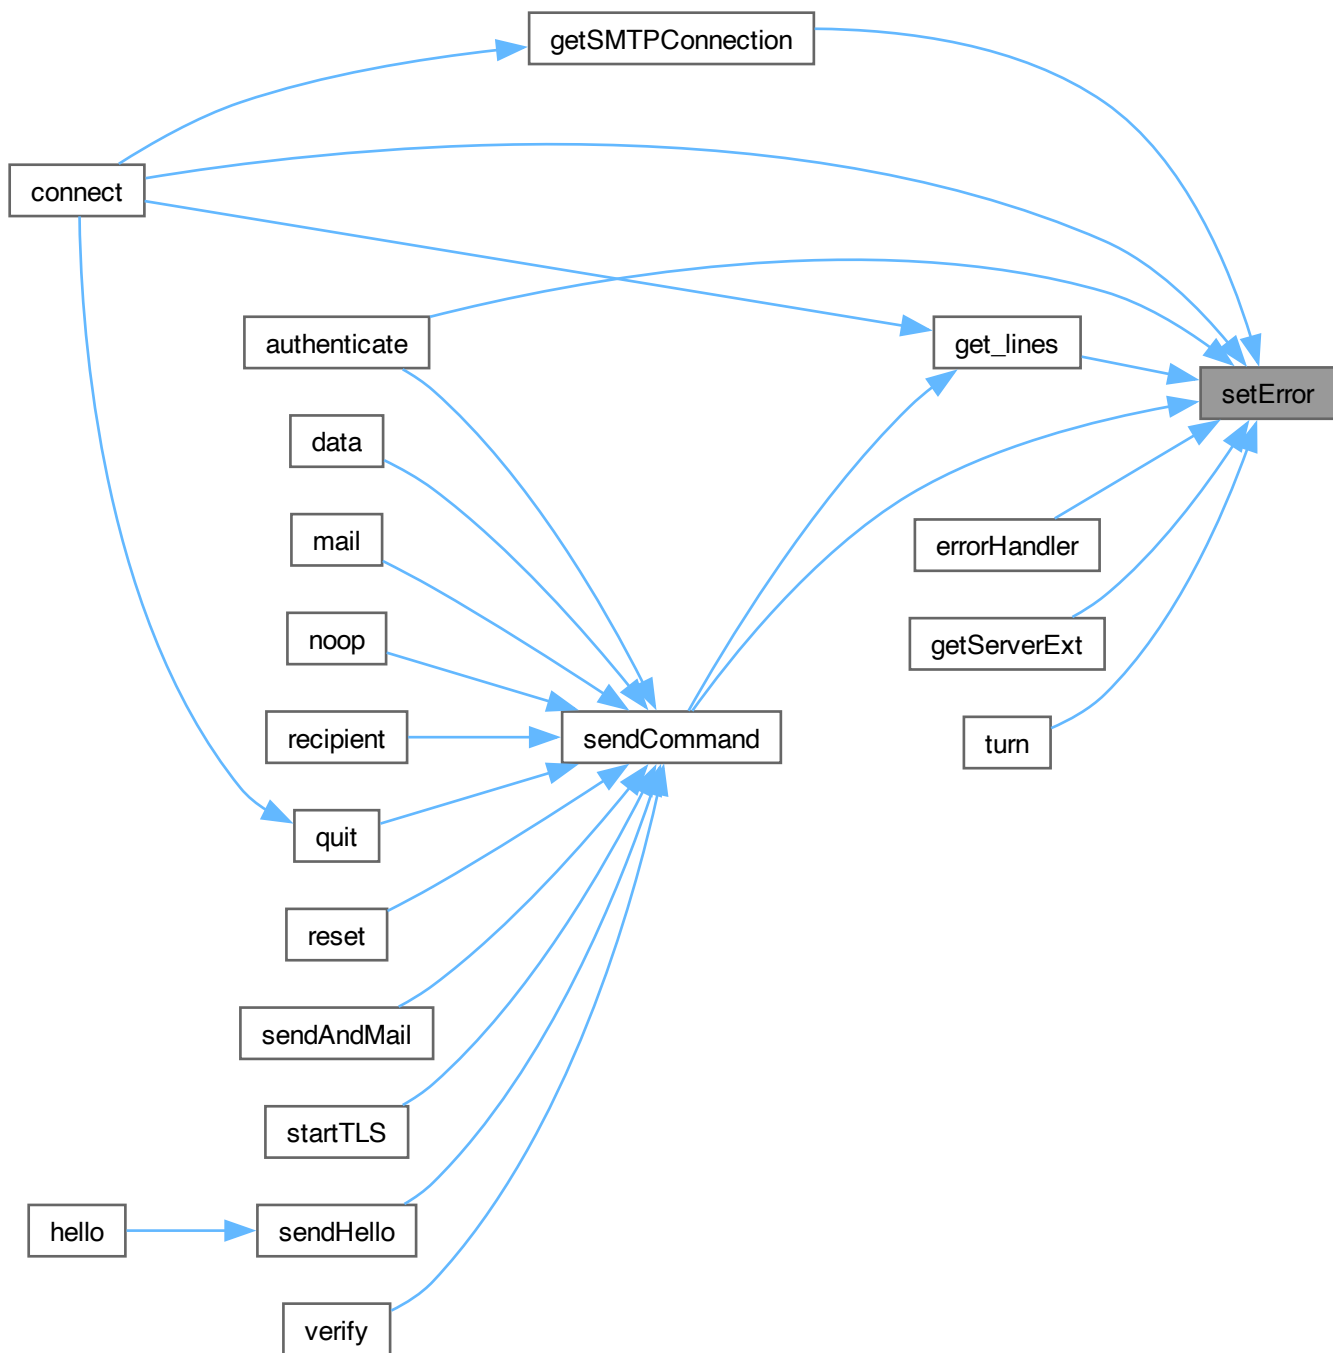 getSMTPConnection
connect
authenticate
get_lines
setError
data
mail
errorHandler
noop
getServerExt
recipient
sendCommand
turn
quit
reset
sendAndMail
startTLS
hello
sendHello
verify